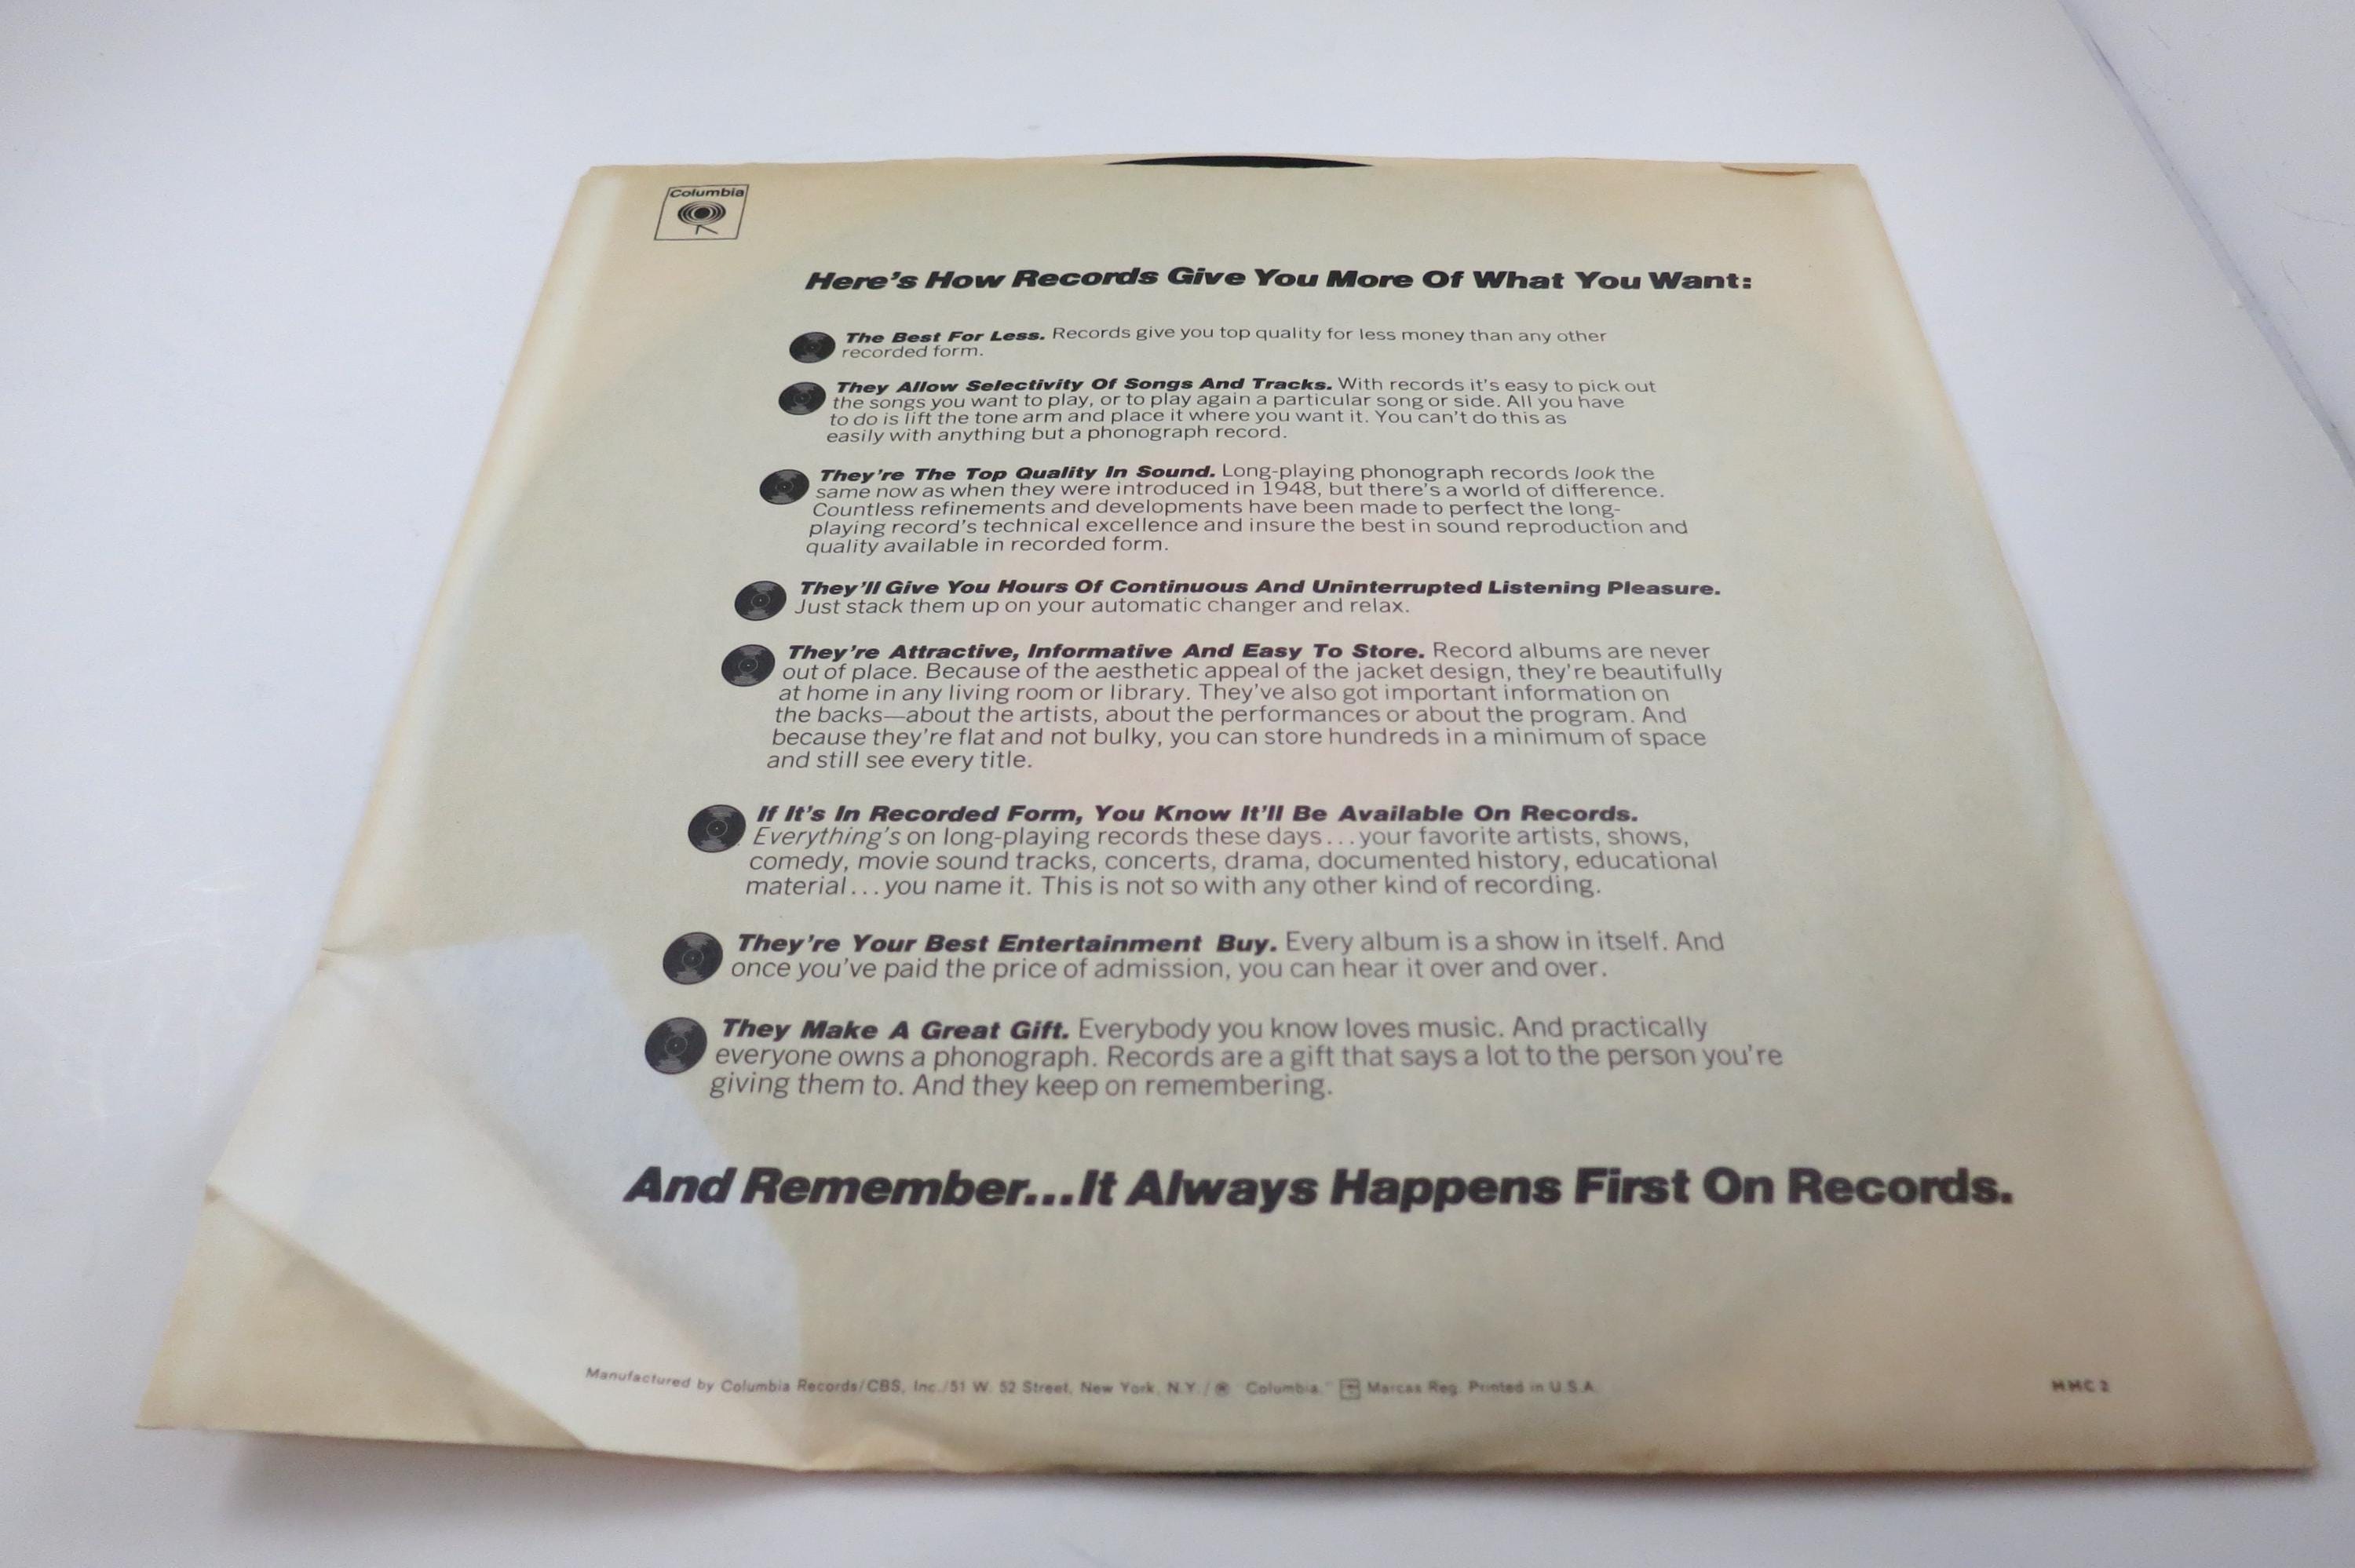 Columbia
Here's How Records Give You More Of What You Want:
The Best For Less. Records give you top quality for less money than any other
recorded form.
They Allow Selectivity Of Songs And Tracks. With records it's easy to pick out
the songs you want to play, or to play again a particular song or side. All you have
to do is lift the tone arm and place it where you want it. You can't do this as
easily with anything but a phonograph record.
They're The Top Quality In Sound. Long-playing phonograph records look the
same now as when they were introduced in 1948, but there's a world of difference.
Countless refinements and developments have been made to perfect the long-
playing record's technical excellence and insure the best in sound reproduction and
quality available in recorded form.
They'll Give You Hours Of Continuous And Uninterrupted Listening Pleasure.
Just stack them up on your automatic changer and relax.
They're Attractive, Informative And Easy To Store. Record albums are never
out of place. Because of the aesthetic appeal of the jacket design, they're beautifully
at home in any living room or library. They've also got important information on
the backs—about the artists, about the performances or about the program. And
because they're flat and not bulky, you can store hundreds in a minimum of space
and still see every title.
If It's In Recorded Form, You Know It'll Be Available On Records.
Everything's on long-playing records these days...your favorite artists, shows,
comedy, movie sound tracks, concerts, drama, documented history, educational
material...you name it. This is not so with any other kind of recording.
They're Your Best Entertainment Buy. Every album is a show in itself. And
once you've paid the price of admission, you can hear it over and over.
They Make A Great Gift. Everybody you know loves music. And practically
everyone owns a phonograph. Records are a gift that says a lot to the person you're
giving them to. And they keep on remembering.
And Remember...It Always Happens First On Records.
Manufactured by Columbia Records/CBS, Inc./51 W. 52 Street, New York, N.Y./® "Columbia," Marcas Reg. Printed in U.S.A.